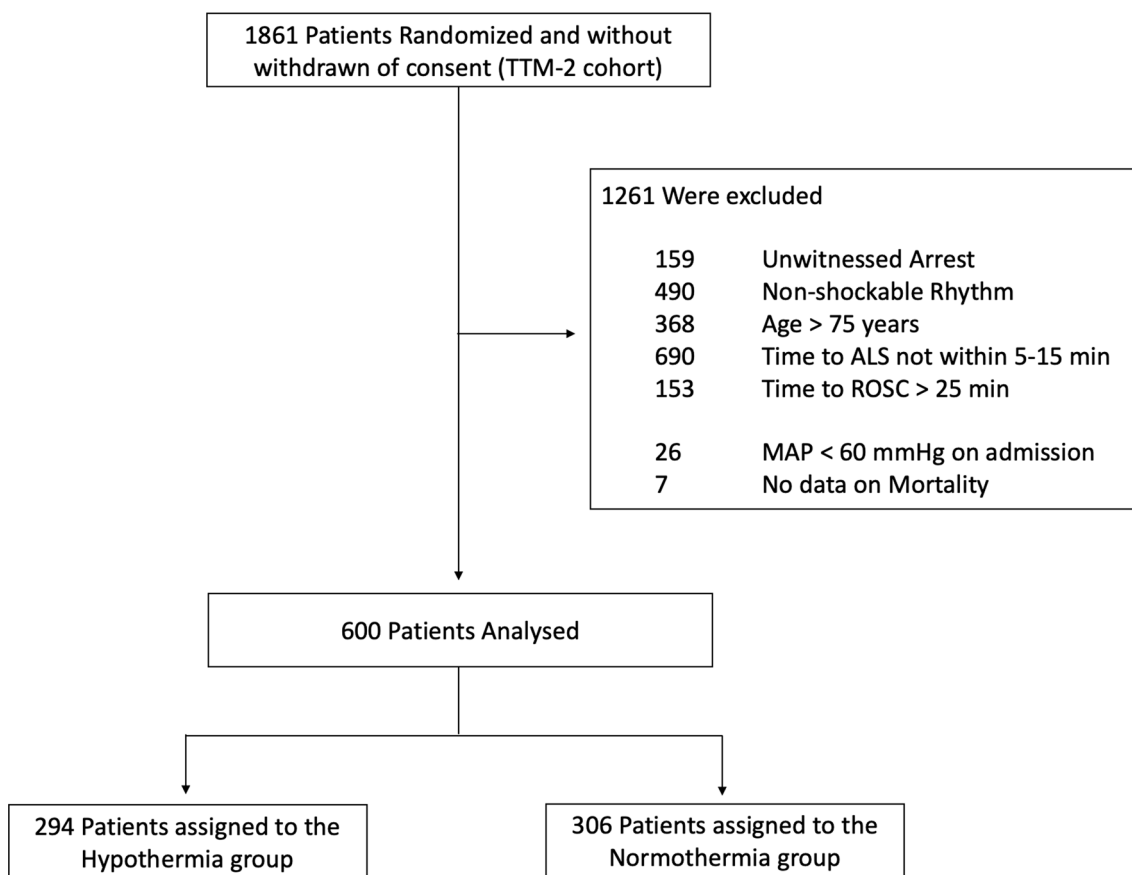 1861 Patients Randomized and without
withdrawn of consent (TTM-2 cohort)
1261 Were excluded
159 Unwitnessed Arrest
490 Non-shockable Rhythm
368 Age > 75 years
690 Time to ALS not within 5-15 min
153 Time to ROSC > 25 min
26 MAP < 60 mmHg on admission
7 No data on Mortality
600 Patients Analysed
294 Patients assigned to the
Hypothermia group
306 Patients assigned to the
Normothermia group